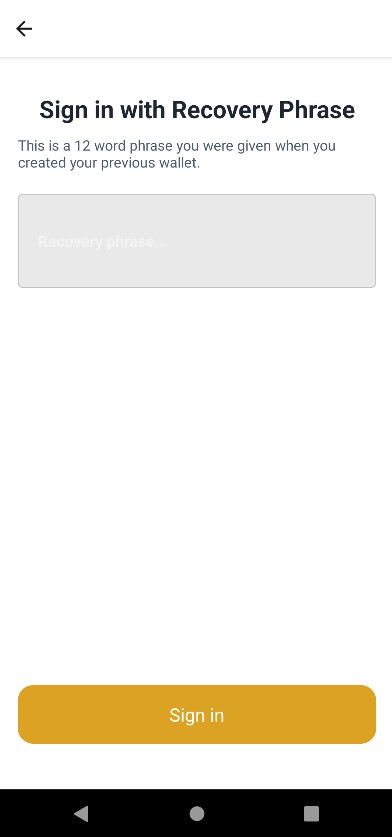 Sign in with Recovery Phrase
This is a 12 word phrase you were given when you
created your previous wallet.
Recovery phrase...
Sign in